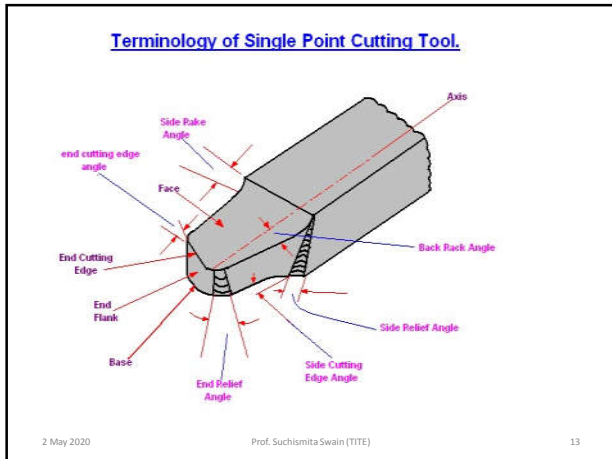 Terminology of Single Point Cutting Tool.
Axis
Side Rake
Angle
end cutting edge
angle
Face
Back Rack Angle
End Cutting
Edge
End
Flank
Side Relief Angle
Base
Side Cutting
Edge Angle
End Relief
Angle
2 May 2020
Prof. Suchismita Swain (TITE)
13